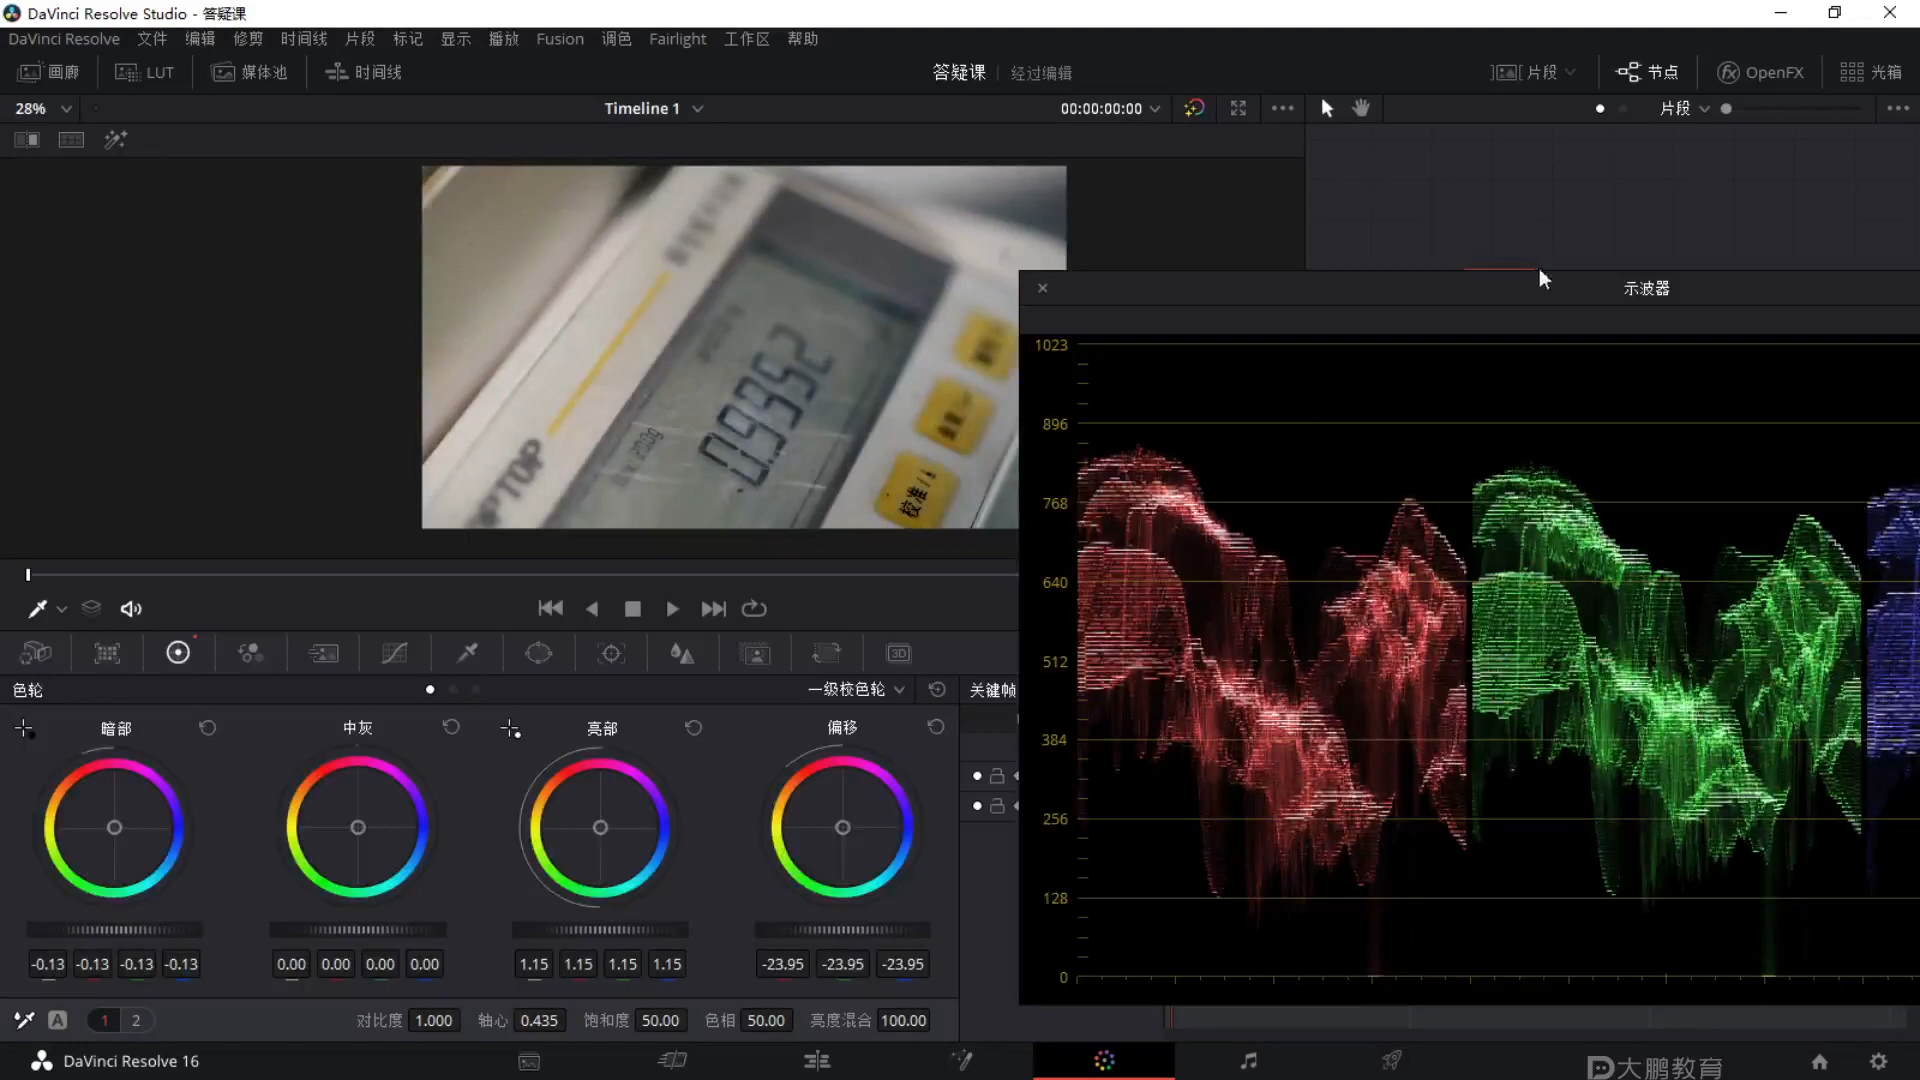 DaVinci Resolve Studio - 答疑课
DaVinci Resolve 文件 编辑 修剪 时间线 片段 标记 显示 播放 Fusion 调色 Fairlight 工作区 帮助
画廊 LUT 媒体池 时间线 答疑课 经过编辑 片段 节点 OpenFX 光箱
28% Timeline 1 00:00:00:00 片段
示波器
0.9952
200g
PTOP
校准
1023
896
768
640
512
384
256
128
0
3D
色轮 一级校色轮 关键帧
暗部 中灰 亮部 偏移
-0.13 -0.13 -0.13 -0.13 0.00 0.00 0.00 0.00 1.15 1.15 1.15 1.15 -23.95 -23.95 -23.95
A 1 2 对比度 1.000 轴心 0.435 饱和度 50.00 色相 50.00 亮度混合 100.00
DaVinci Resolve 16
大鹏教育